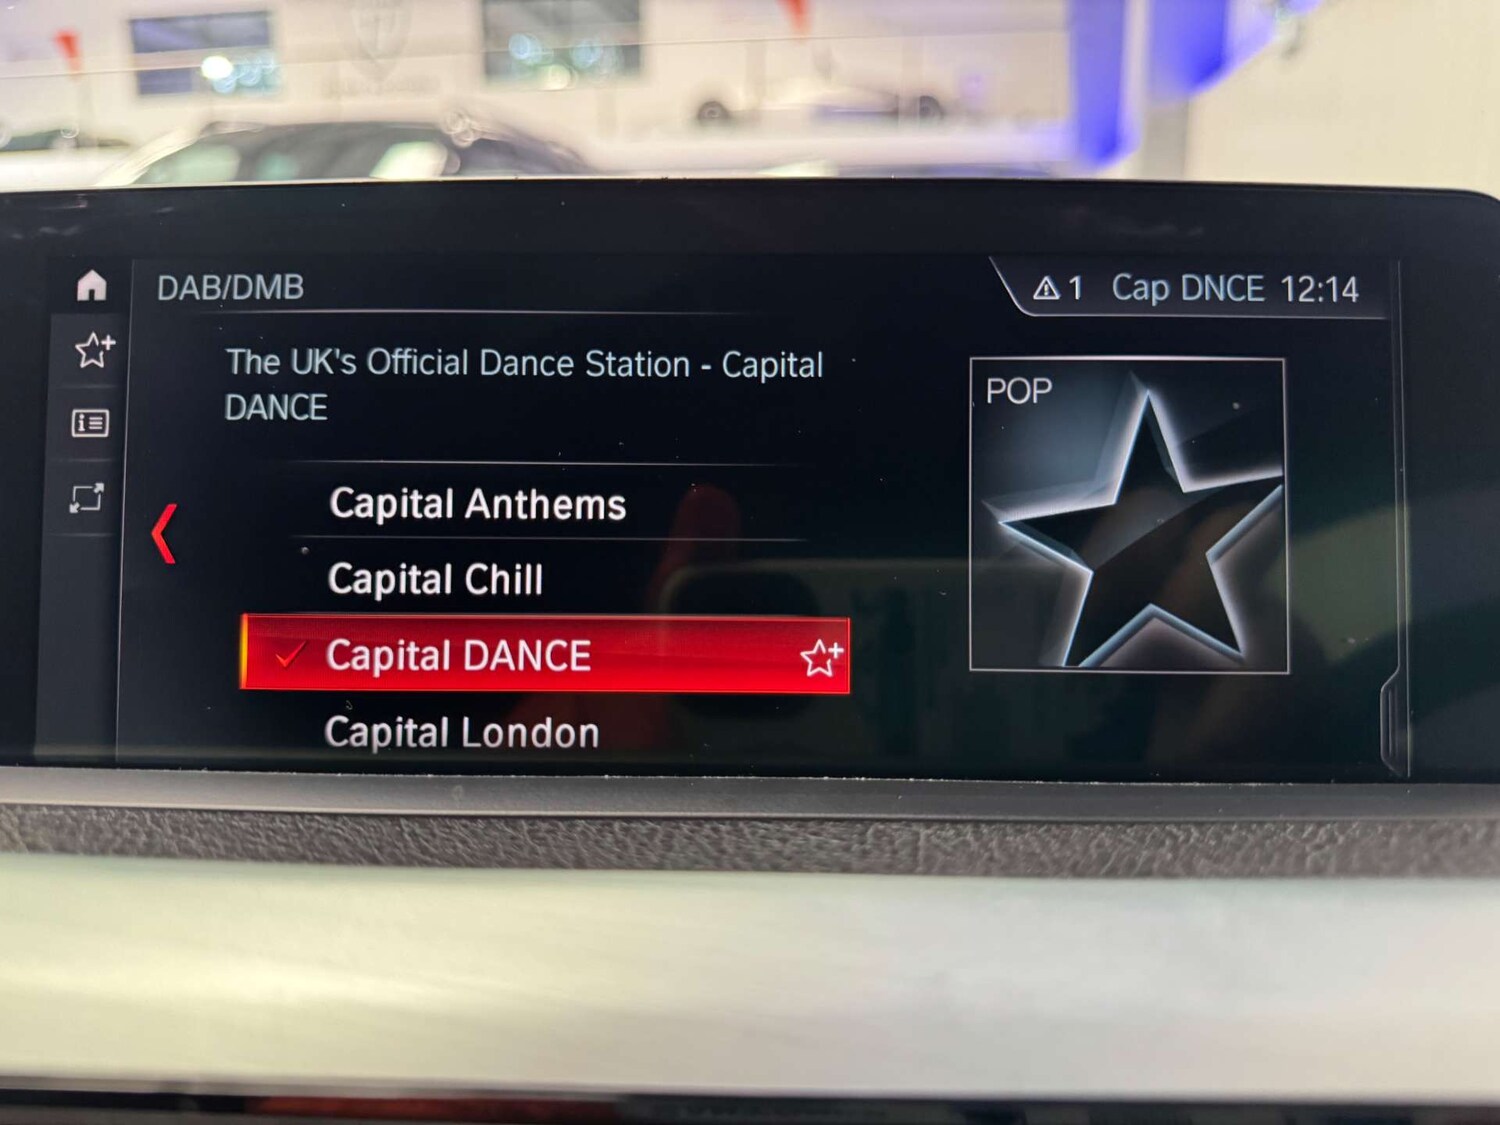 DAB/DMB
1 Cap DNCE 12:14
The UK's Official Dance Station - Capital
DANCE
POP
Capital Anthems
Capital Chill
Capital DANCE
Capital London